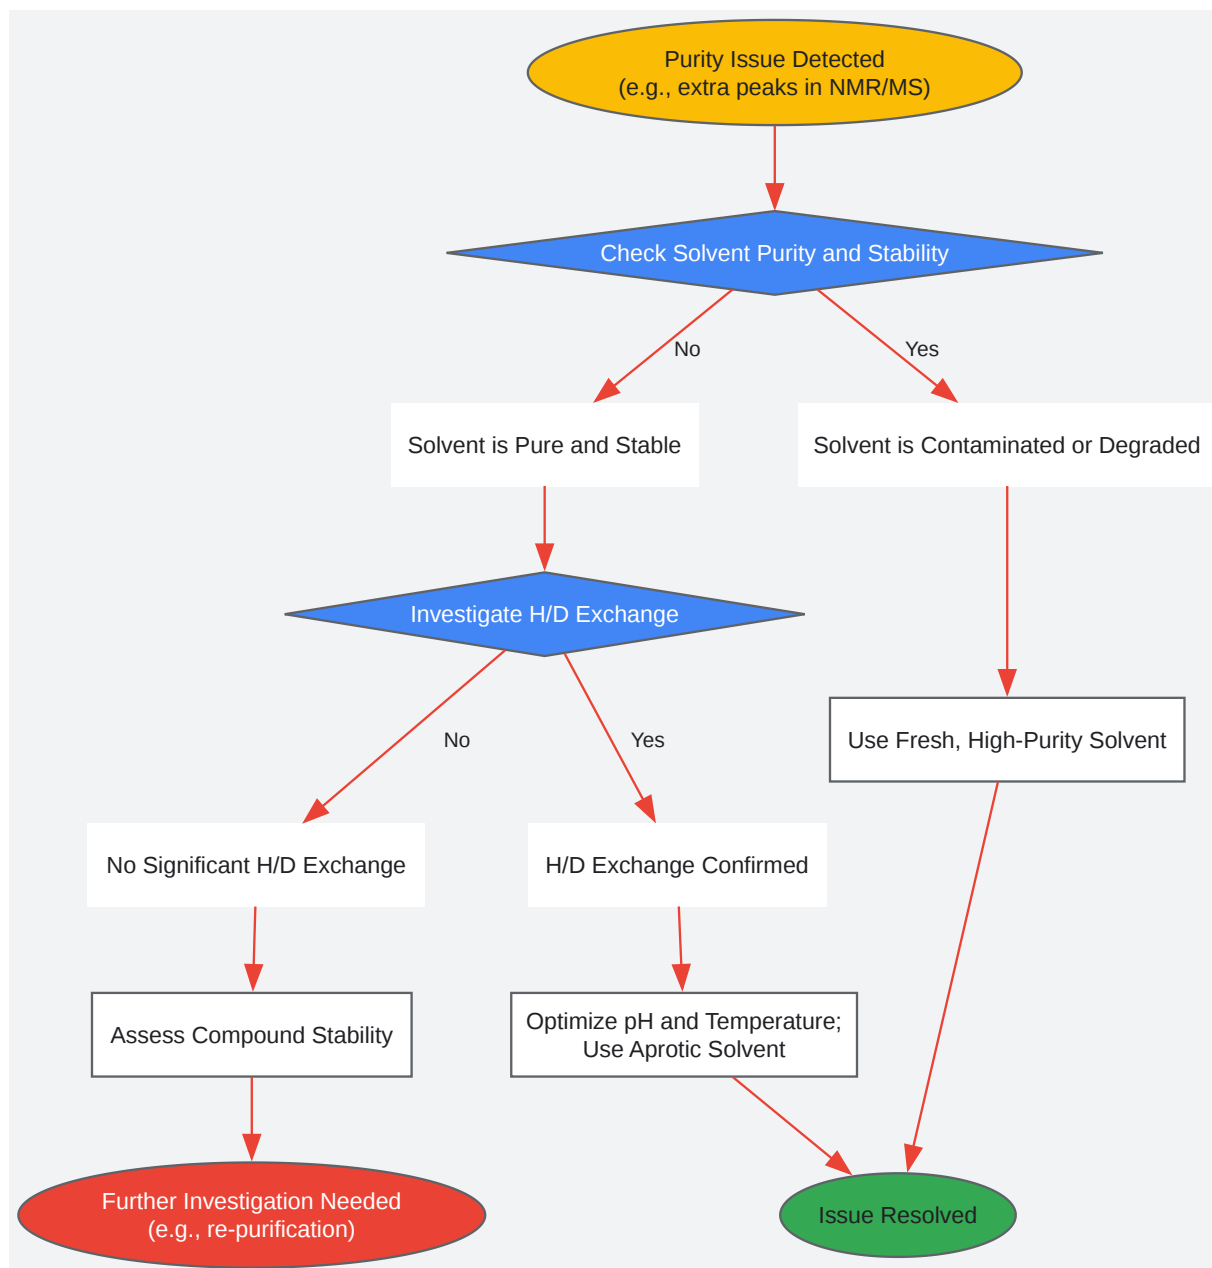 Purity Issue Detected
(e.g., extra peaks in NMR/MS)
Check Solvent Purity and Stability
No
Yes
Solvent is Pure and Stable
Solvent is Contaminated or Degraded
Investigate H/D Exchange
No
Yes
Use Fresh, High-Purity Solvent
No Significant H/D Exchange
H/D Exchange Confirmed
Assess Compound Stability
Optimize pH and Temperature;
Use Aprotic Solvent
Further Investigation Needed
(e.g., re-purification)
Issue Resolved